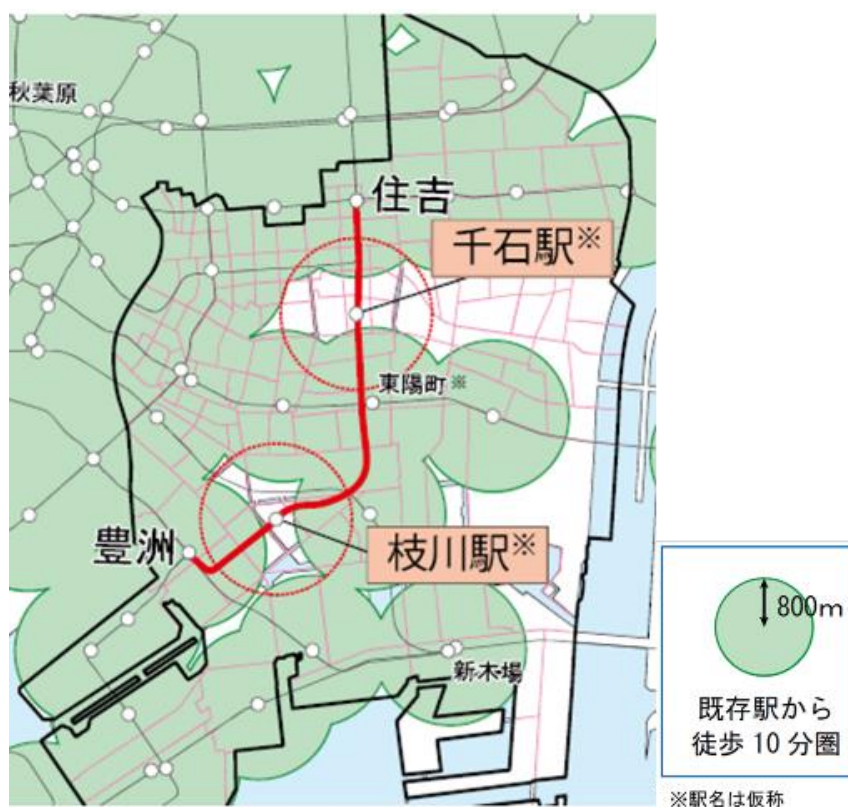 秋葉原
住吉
千石駅※
東陽町※
豊洲
枝川駅※
新木場
800m
既存駅から
徒歩10分圏
※駅名は仮称